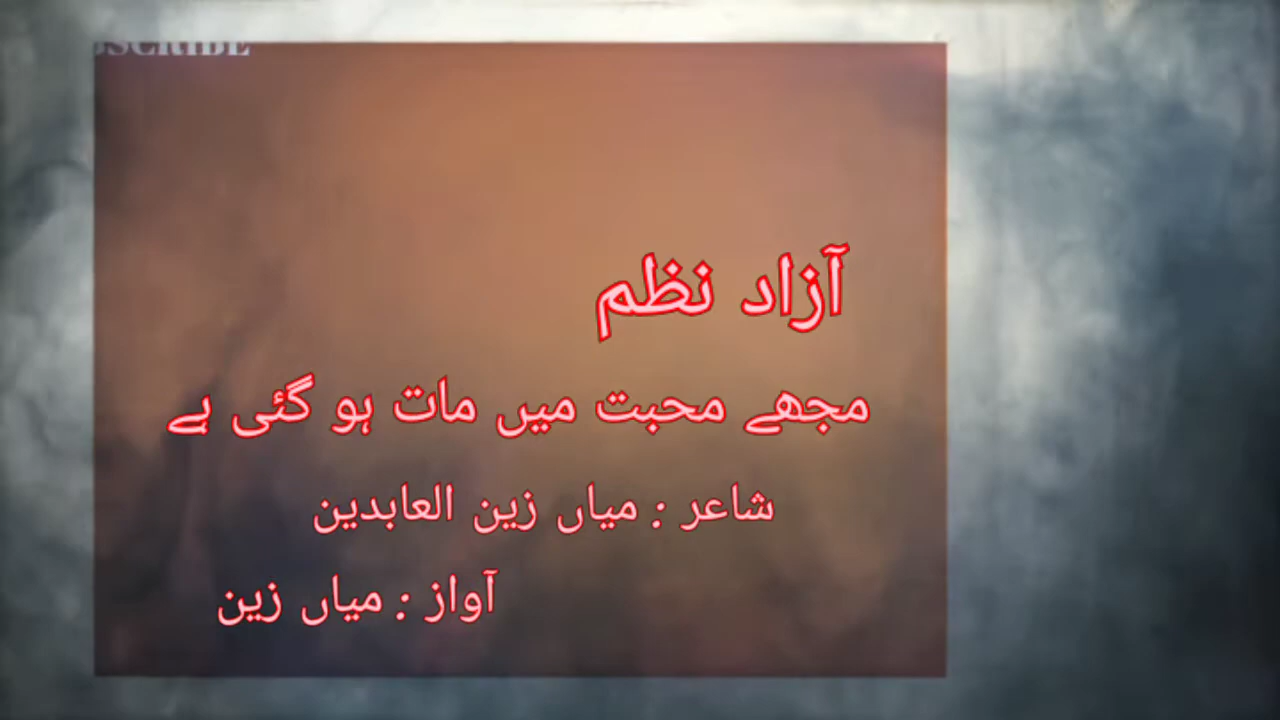 آزاد نظم
مجھے محبت میں مات ہو گئی ہے
شاعر : میاں زین العابدین
آواز : میاں زین